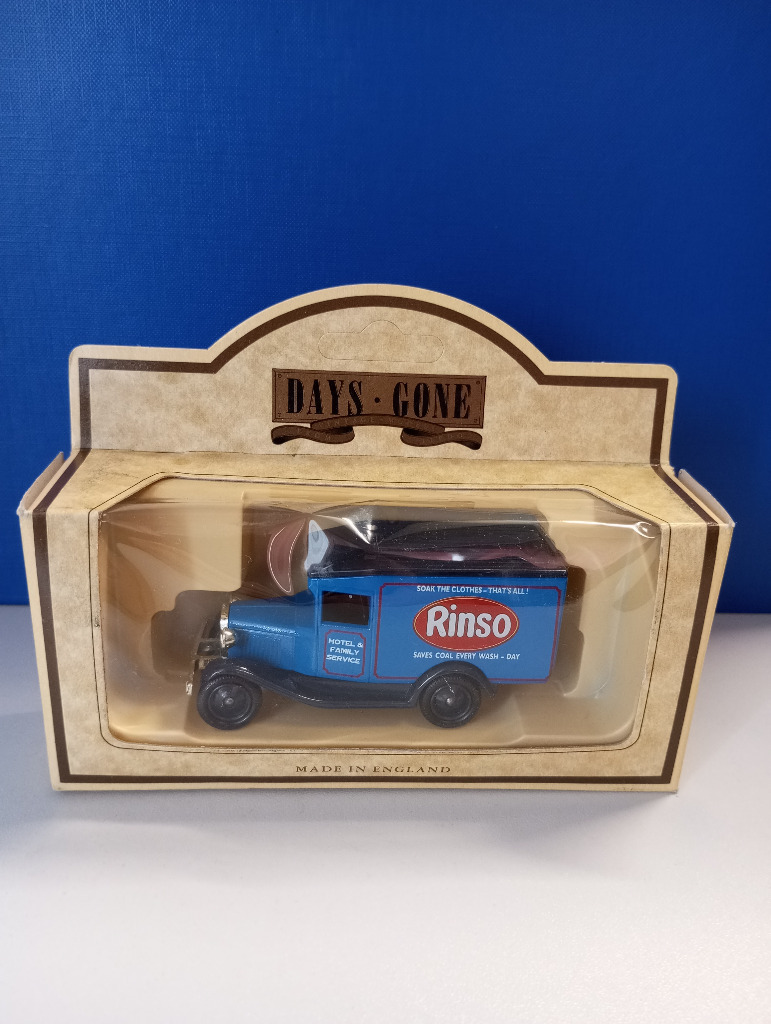 DAYS · GONE
SOAK THE CLOTHES - THAT'S ALL!
Rinso
SAVES COAL EVERY WASH - DAY
HOTEL &
FAMILY
SERVICE
MADE IN ENGLAND